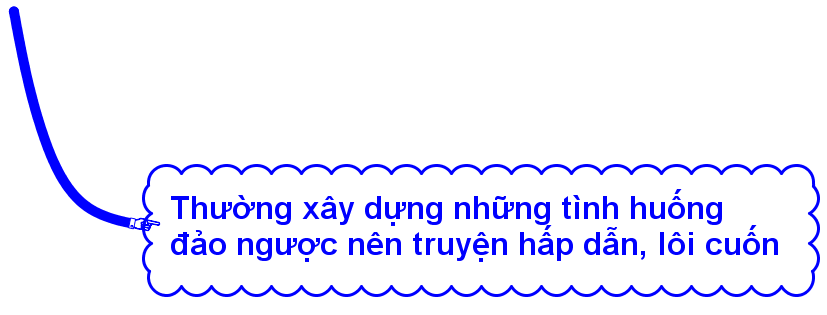 Thường xây dựng những tình huống
đảo ngược nên truyện hấp dẫn, lôi cuốn